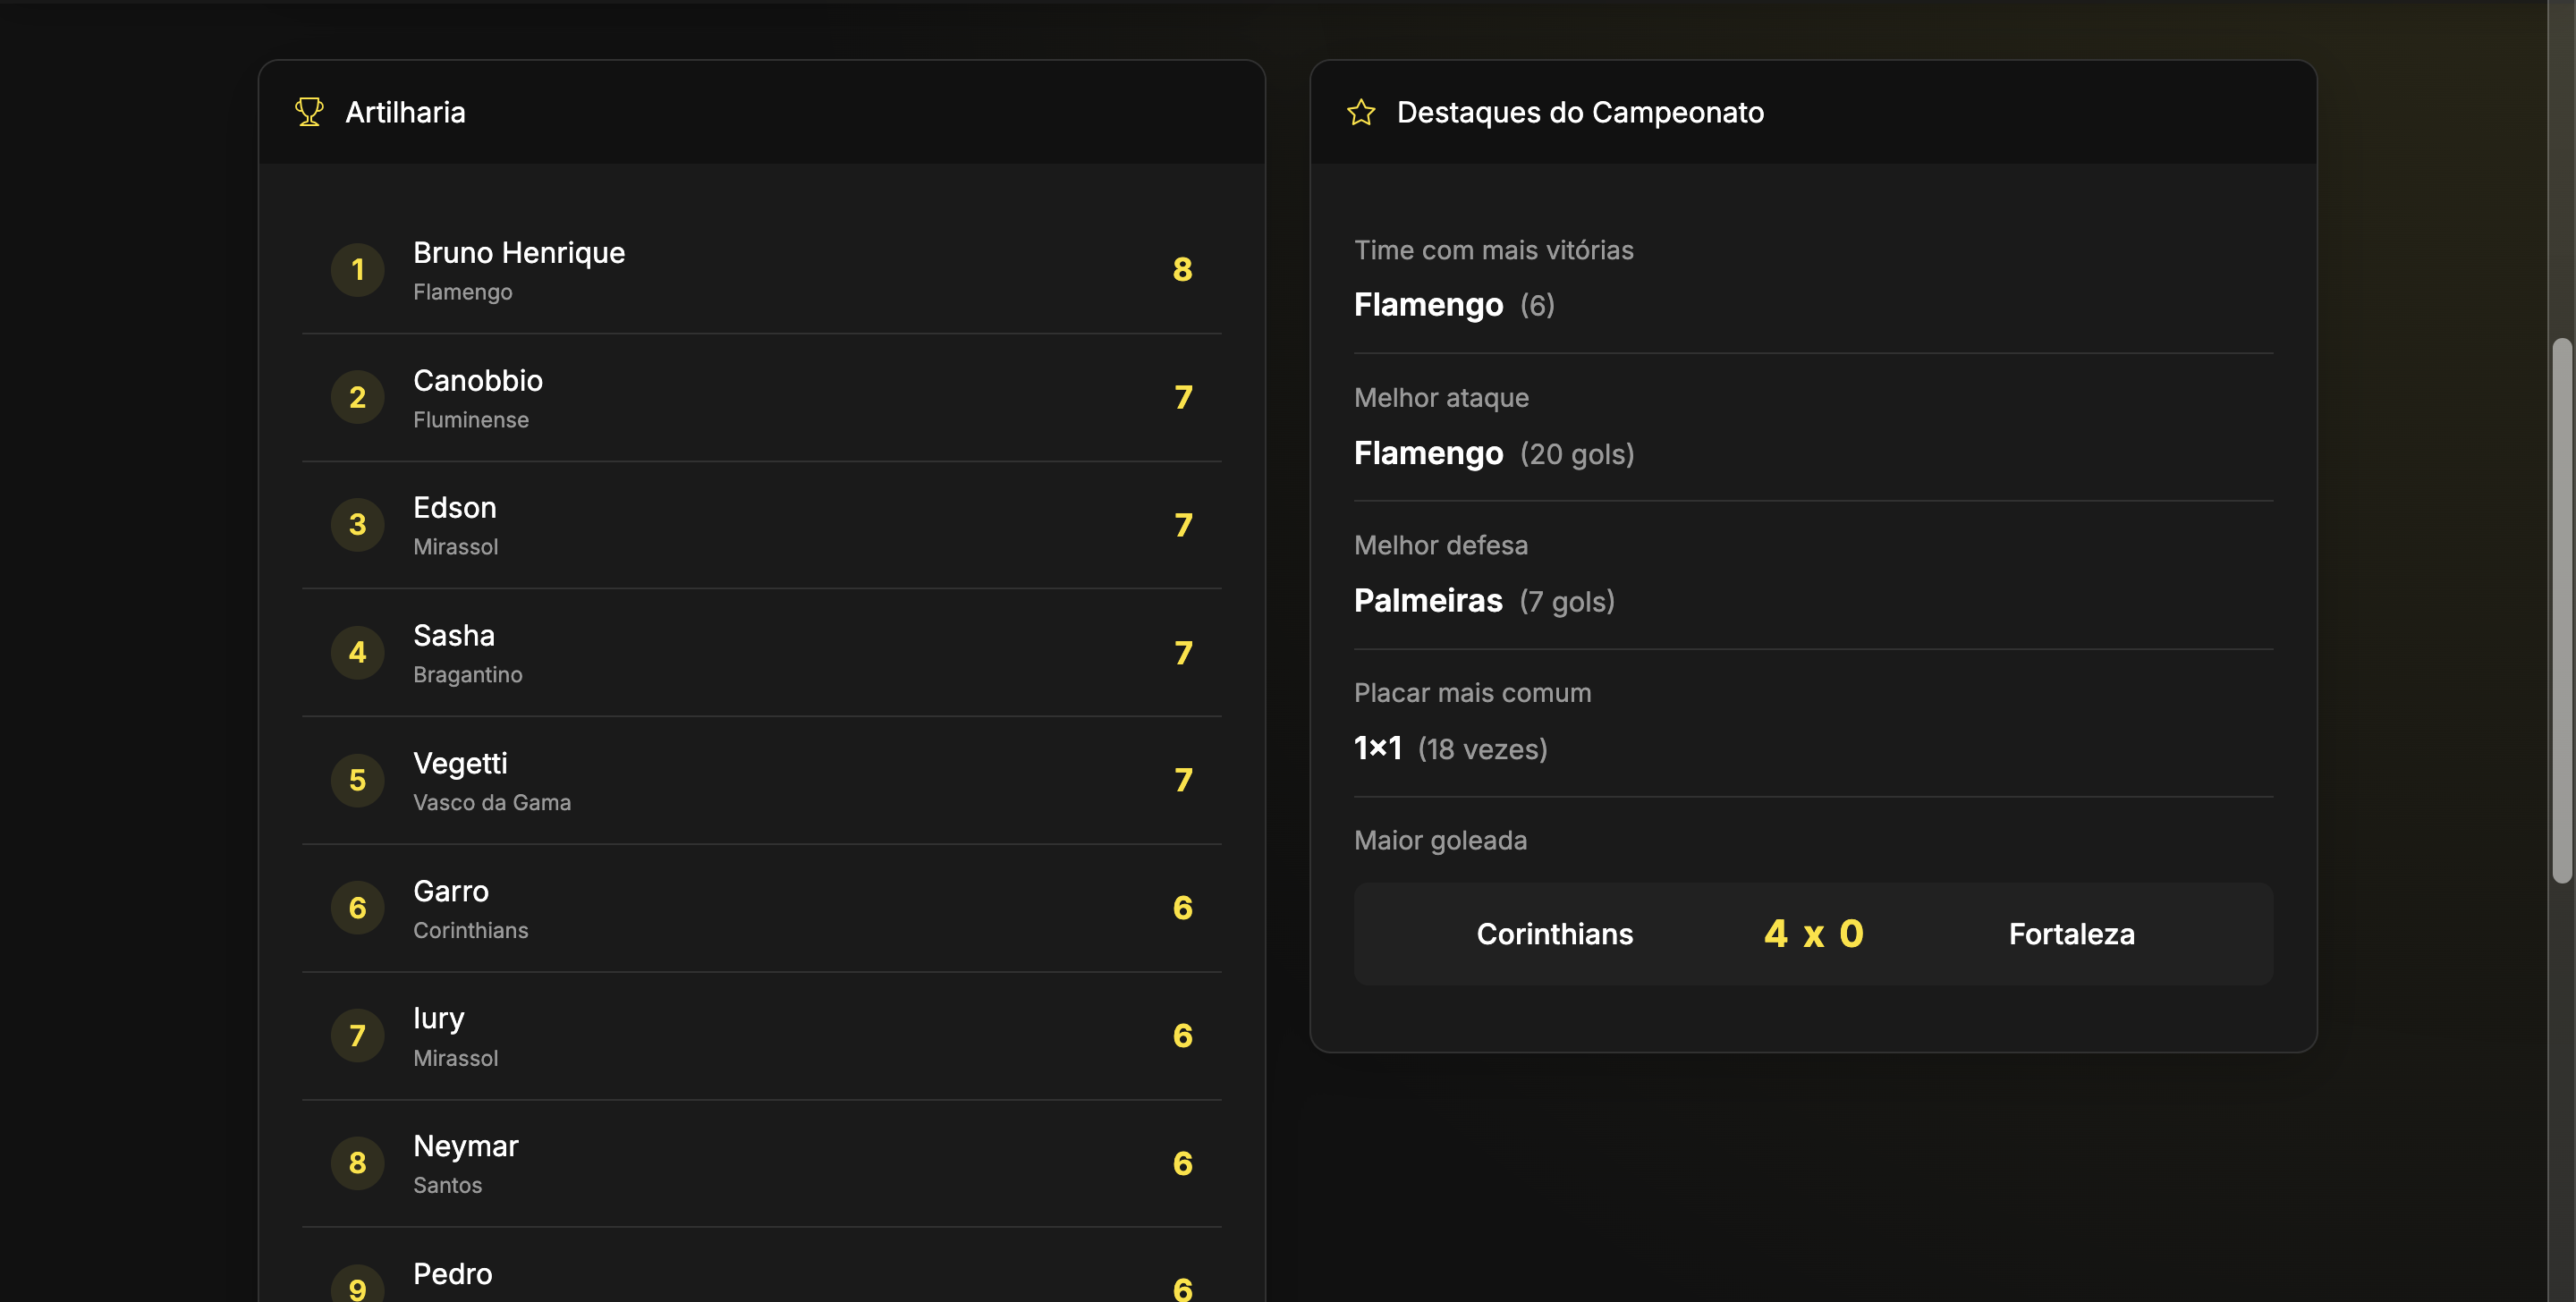 Artilharia
1
Bruno Henrique
Flamengo
8
2
Canobbio
Fluminense
7
3
Edson
Mirassol
7
4
Sasha
Bragantino
7
5
Vegetti
Vasco da Gama
7
6
Garro
Corinthians
6
7
Iury
Mirassol
6
8
Neymar
Santos
6
9
Pedro
6
Destaques do Campeonato
Time com mais vitórias
Flamengo (6)
Melhor ataque
Flamengo (20 gols)
Melhor defesa
Palmeiras (7 gols)
Placar mais comum
1×1 (18 vezes)
Maior goleada
Corinthians 4 x 0 Fortaleza